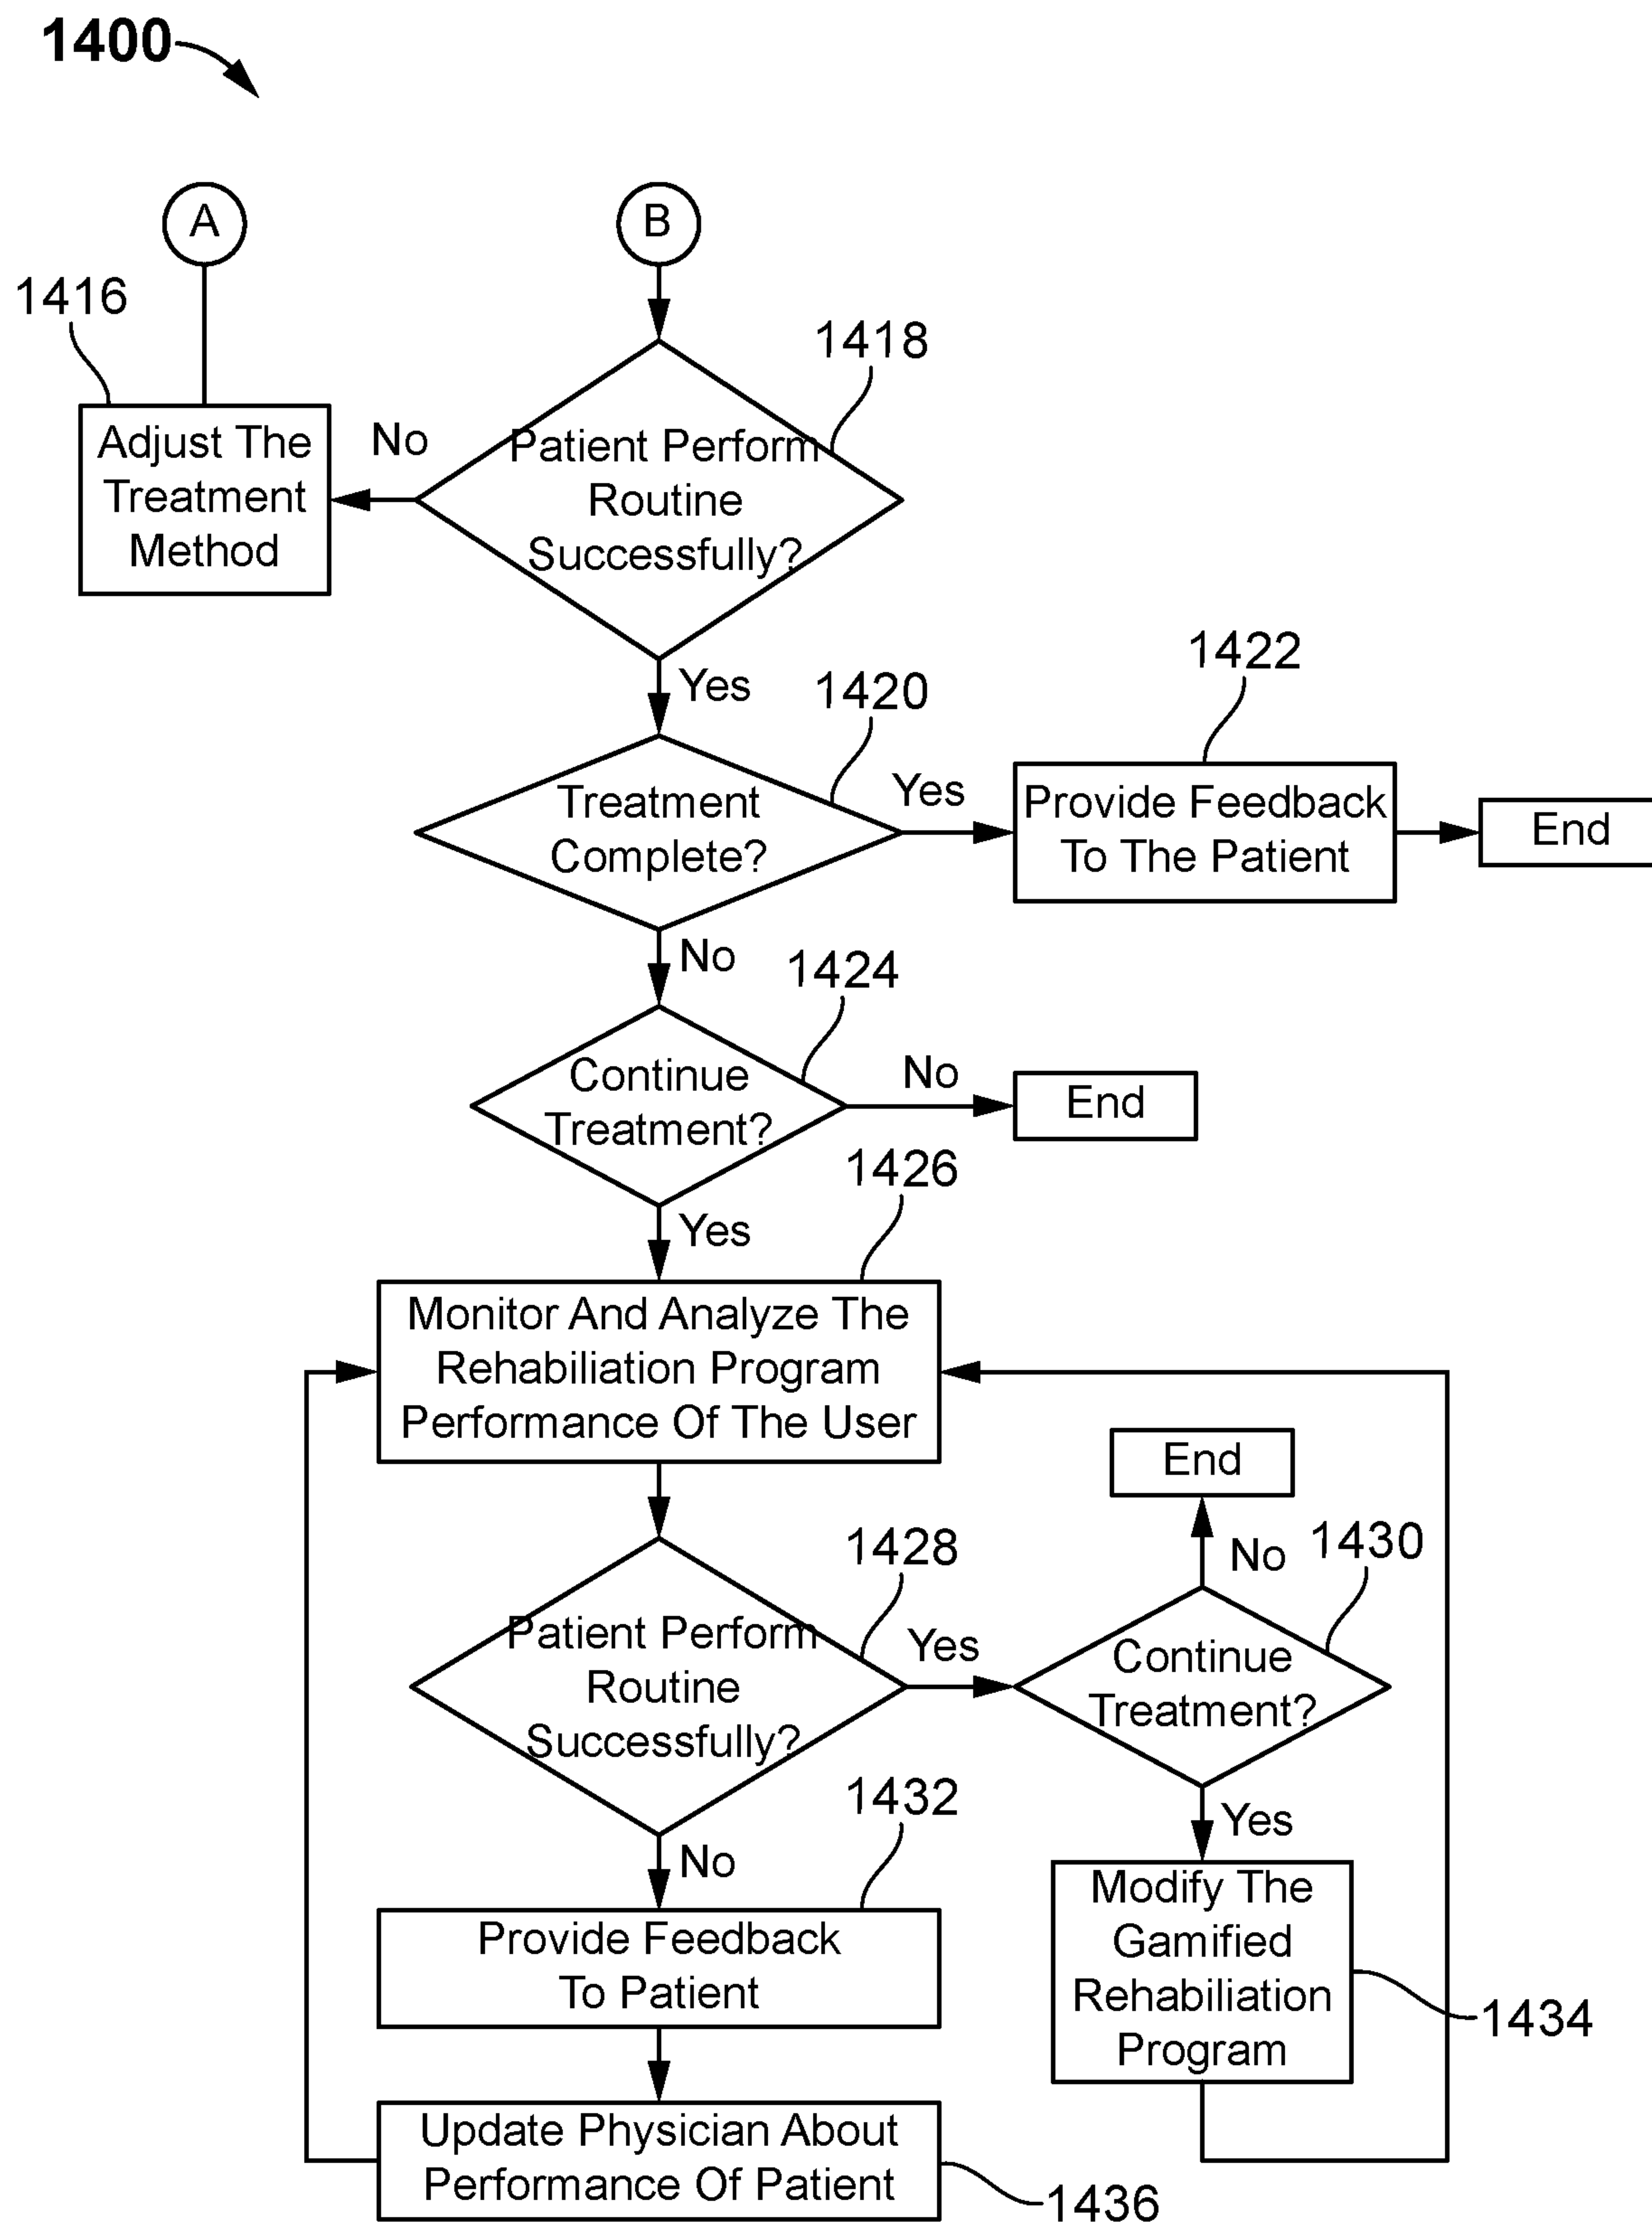 1400
A
B
1416
1418
Adjust The
Treatment
Method
No
Patient Perform
Routine
Successfully?
Yes
1420
1422
Treatment
Complete?
Yes
Provide Feedback
To The Patient
End
No
1424
Continue
Treatment?
No
End
1426
Yes
Monitor And Analyze The
Rehabiliation Program
Performance Of The User
End
1428
No
1430
Patient Perform
Routine
Successfully?
Yes
Continue
Treatment?
1432
No
Yes
Provide Feedback
To Patient
Modify The
Gamified
Rehabiliation
Program
1434
Update Physician About
Performance Of Patient
1436